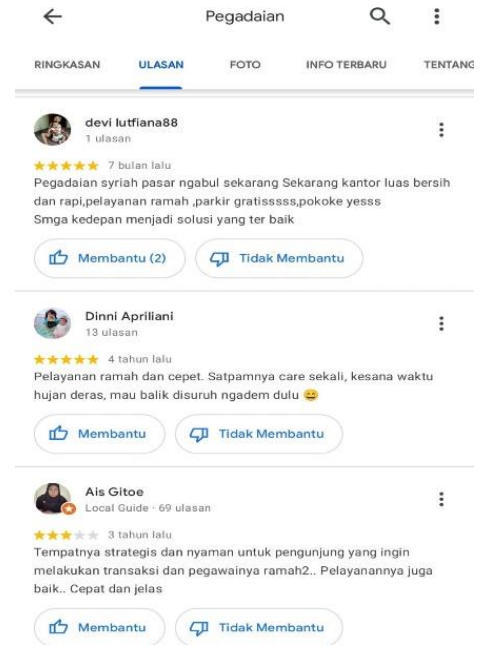 Pegadaian
RINGKASAN ULASAN FOTO INFO TERBARU TENTANG
devi lutfiana88
1 ulasan
7 bulan lalu
Pegadaian syriah pasar ngabul sekarang Sekarang kantor luas bersih
dan rapi,pelayanan ramah ,parkir gratisssss,pokoke yesss
Smga kedepan menjadi solusi yang ter baik
Membantu (2) Tidak Membantu
Dinni Apriliani
13 ulasan
4 tahun lalu
Pelayanan ramah dan cepet. Satpamnya care sekali, kesana waktu
hujan deras, mau balik disuruh ngadem dulu 😄
Membantu Tidak Membantu
Ais Gitoe
Local Guide · 69 ulasan
3 tahun lalu
Tempatnya strategis dan nyaman untuk pengunjung yang ingin
melakukan transaksi dan pegawainya ramah2.. Pelayanannya juga
baik.. Cepat dan jelas
Membantu Tidak Membantu